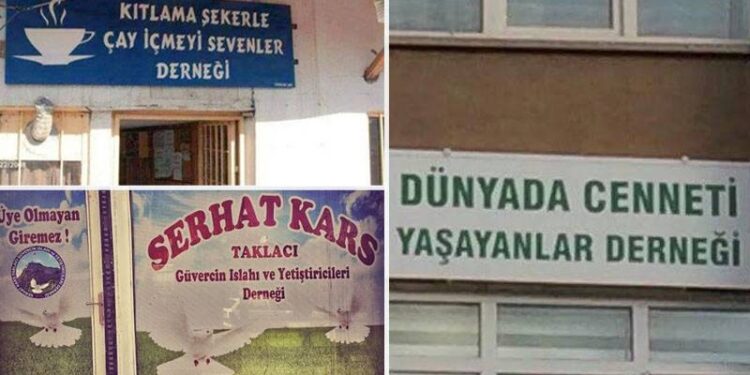 KITLAMA ŞEKERLE
ÇAY İÇMEYİ SEVENLER
DERNEĞİ
Üye Olmayan
Giremez !
SERHAT KARS
TAKLACI
Güvercin Islahı ve Yetiştiricileri
Derneği
DÜNYADA CENNETİ
YAŞAYANLAR DERNEĞİ